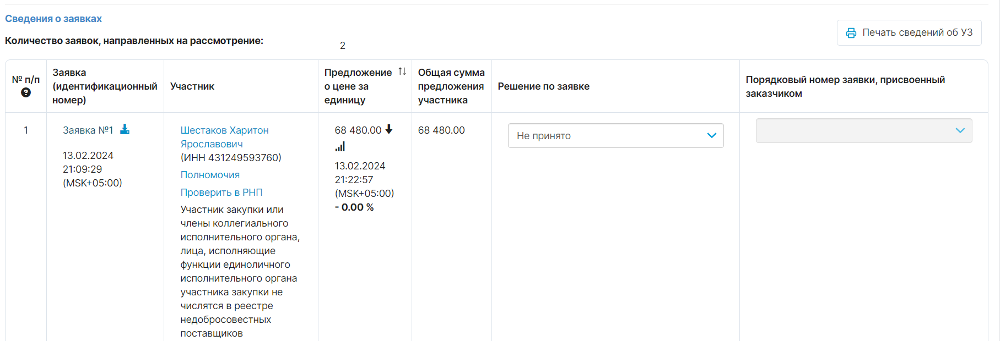 Сведения о заявках
Печать сведений об УЗ
Количество заявок, направленных на рассмотрение:
2
№ п/п
Заявка
(идентификационный
номер)
Участник
Предложение
о цене за
единицу
Общая сумма
предложения
участника
Решение по заявке
Порядковый номер заявки, присвоенный
заказчиком
1
Заявка №1
13.02.2024
21:09:29
(MSK+05:00)
Шестаков Харитон
Ярославович
(ИНН 431249593760)
Полномочия
Проверить в РНП
Участник закупки или
члены коллегиального
исполнительного органа,
лица, исполняющие
функции единоличного
исполнительного органа
участника закупки не
числятся в реестре
недобросовестных
поставщиков
68 480.00
13.02.2024
21:22:57
(MSK+05:00)
- 0.00 %
68 480.00
Не принято